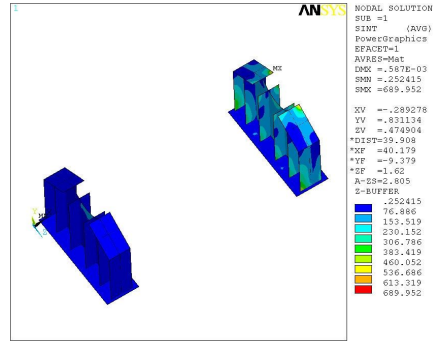 1
ANSYS
NODAL SOLUTION
SUB =1
SINT (AVG)
PowerGraphics
EFACET=1
AVRES=Mat
DMX =.587E-03
SMN =.252415
SMX =689.952
XV =-.289278
YV =.831134
ZV =.474904
*DIST=39.908
*XF =40.179
*YF =-9.379
*ZF =1.62
A-ZS=2.805
Z-BUFFER
.252415
76.886
153.519
230.152
306.786
383.419
460.052
536.686
613.319
689.952
MX